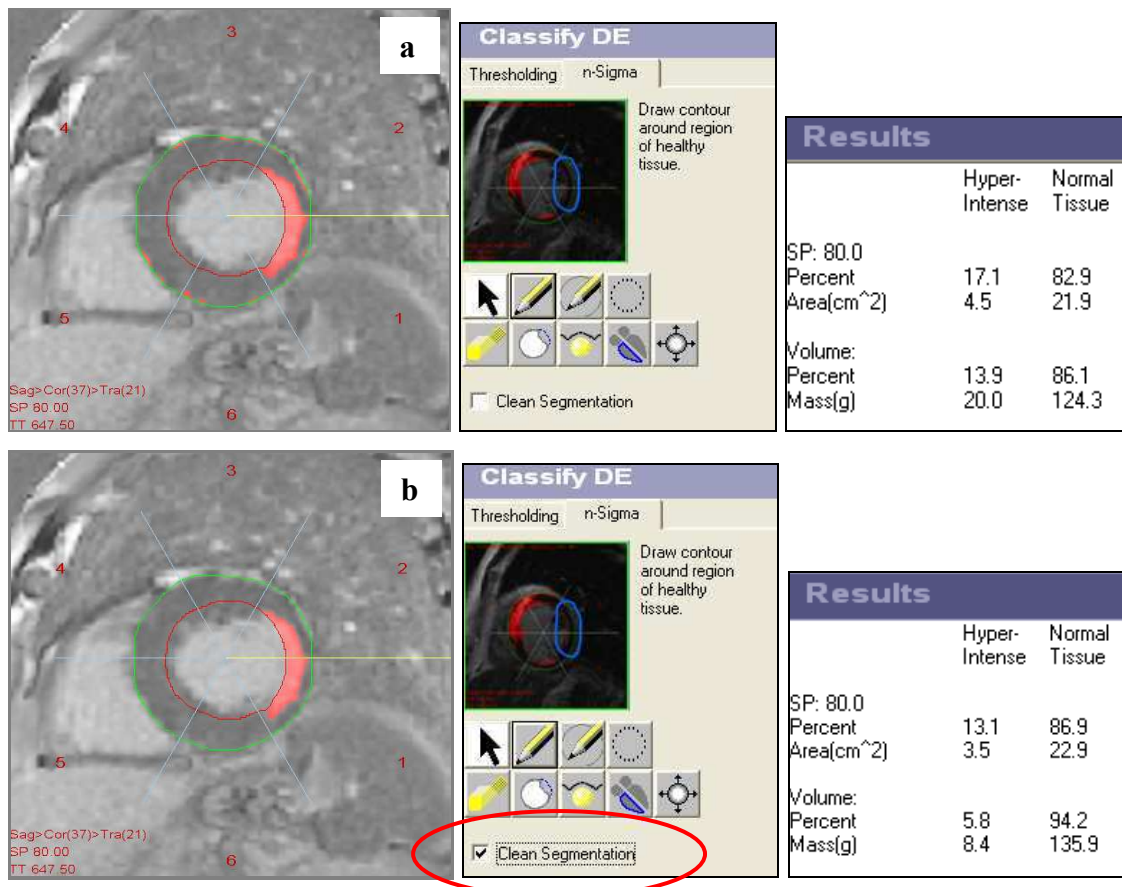 a
3
4
2
5
1
6
Sag>Cor(37)>Tra(21)
SP 80.00
TT 647.50
Classify DE
Thresholding n-Sigma
Draw contour
around region
of healthy
tissue.
Clean Segmentation
Results
Hyper- Normal
Intense Tissue
SP: 80.0
Percent 17.1 82.9
Area(cm^2) 4.5 21.9
Volume:
Percent 13.9 86.1
Mass(g) 20.0 124.3
b
3
4
2
5
1
6
Sag>Cor(37)>Tra(21)
SP 80.00
TT 647.50
Classify DE
Thresholding n-Sigma
Draw contour
around region
of healthy
tissue.
Clean Segmentation
Results
Hyper- Normal
Intense Tissue
SP: 80.0
Percent 13.1 86.9
Area(cm^2) 3.5 22.9
Volume:
Percent 5.8 94.2
Mass(g) 8.4 135.9